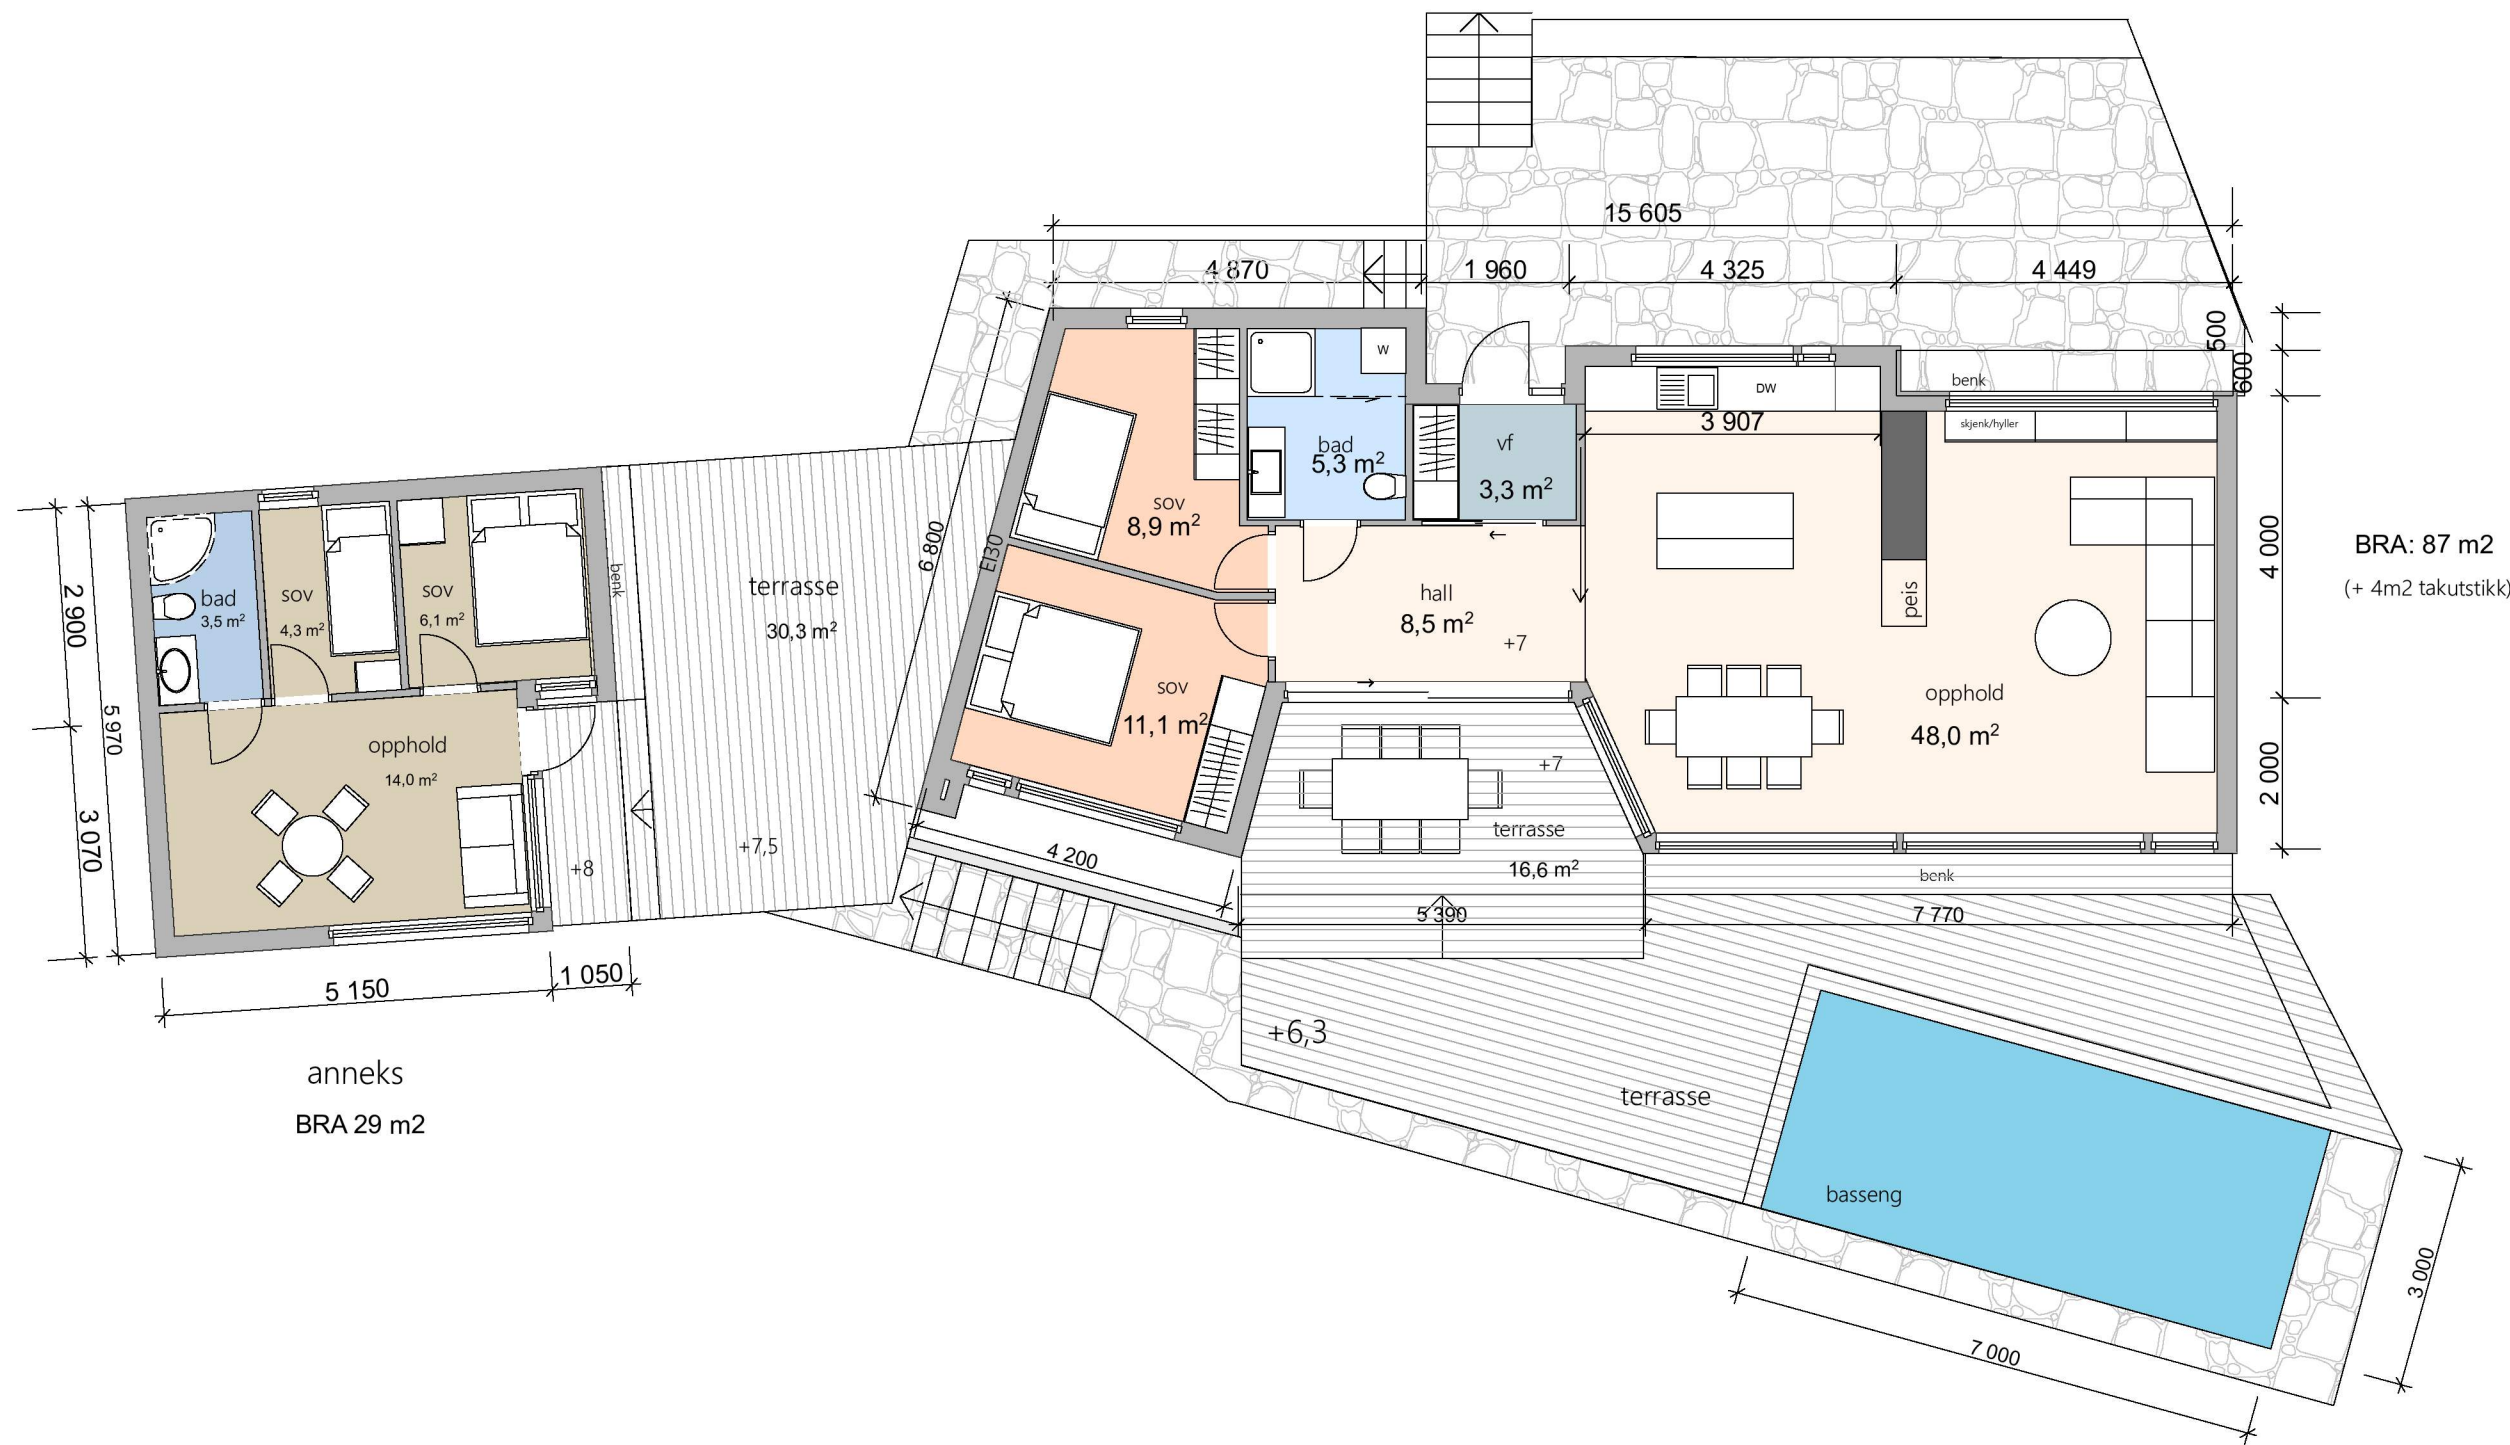 15 605
4 870
1 960
4 325
4 449
500
600
benk
W
DW
skjenk/hyller
3 907
bad
5,3 m²
vf
3,3 m²
sov
8,9 m²
6 800
EI30
4 000
BRA: 87 m2
(+ 4m2 takutstikk)
peis
hall
8,5 m²
+7
opphold
48,0 m²
2 000
sov
11,1 m²
+7
terrasse
16,6 m²
benk
4 200
5 390
7 770
terrasse
30,3 m²
benk
+7,5
+8
bad
3,5 m²
sov
4,3 m²
sov
6,1 m²
opphold
14,0 m²
2 900
5 970
3 070
5 150
1 050
anneks
BRA 29 m2
+6,3
terrasse
basseng
7 000
3 000